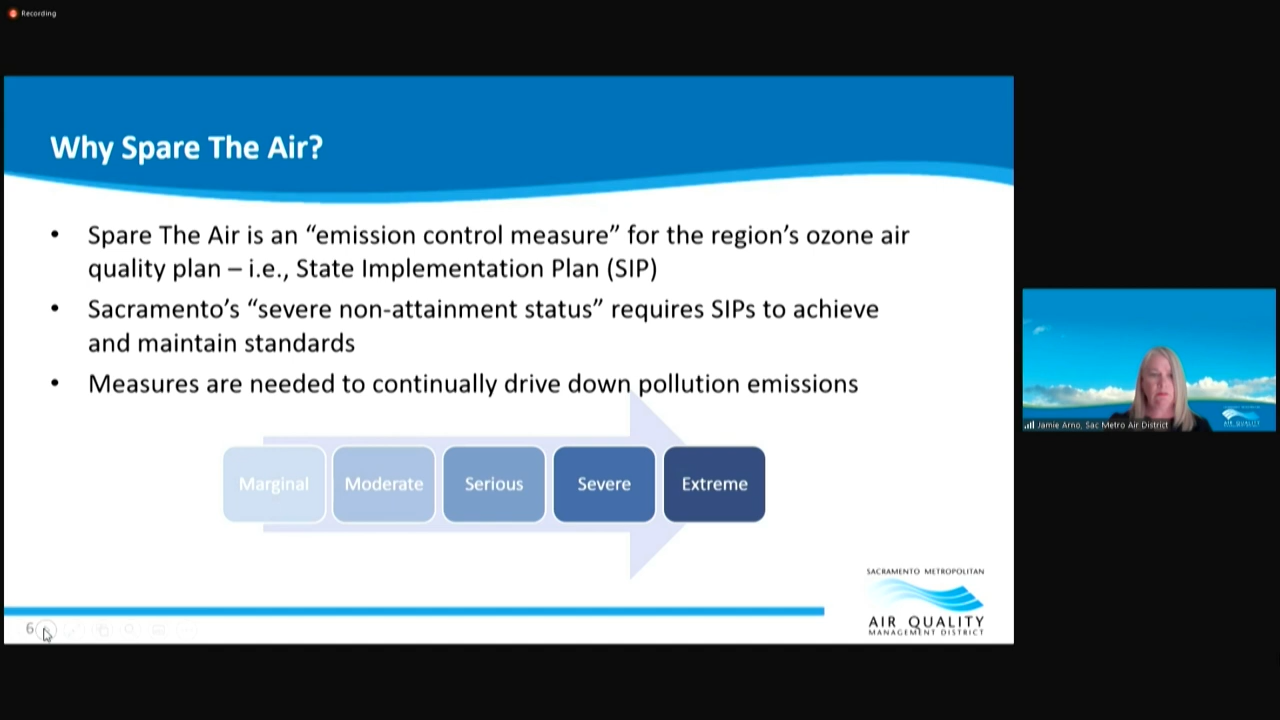 Recording
Why Spare The Air?
• Spare The Air is an “emission control measure” for the region’s ozone air
quality plan – i.e., State Implementation Plan (SIP)
• Sacramento’s “severe non-attainment status” requires SIPs to achieve
and maintain standards
• Measures are needed to continually drive down pollution emissions
Marginal
Moderate
Serious
Severe
Extreme
SACRAMENTO METROPOLITAN
AIR QUALITY
MANAGEMENT DISTRICT
6
Jamie Arno, Sac Metro Air District
AIR QUALITY